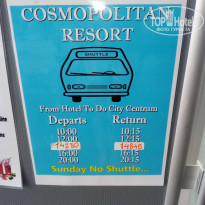 COSMOPOLITAN
RESORT
SHUTTLE
From Hotel To Do City Centrum
Departs Return
10:00 10:15
12:00 12:15
16:00 16:15
20:00 20:15
Sunday No Shuttle...
TopHotels